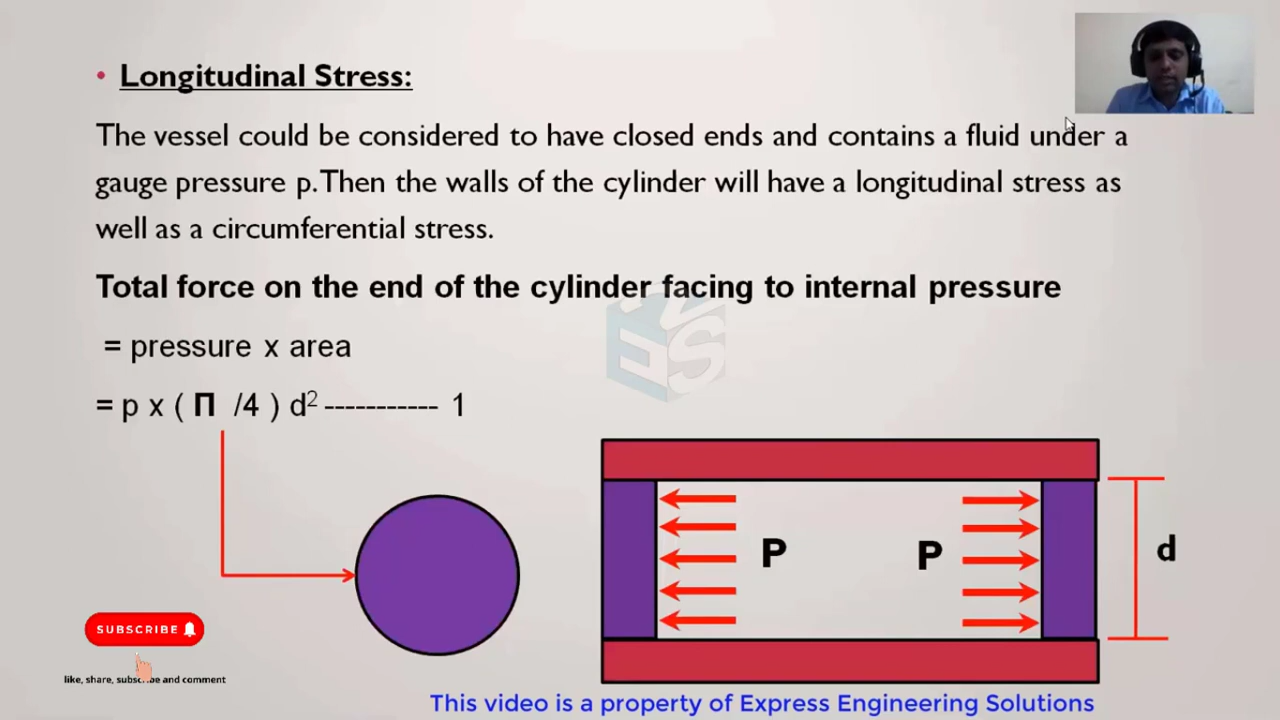 • Longitudinal Stress:
The vessel could be considered to have closed ends and contains a fluid under a
gauge pressure p. Then the walls of the cylinder will have a longitudinal stress as
well as a circumferential stress.
Total force on the end of the cylinder facing to internal pressure
= pressure x area
= p x ( Π /4 ) d² ----------- 1
ES
P P
d
SUBSCRIBE
like, share, subscribe and comment
This video is a property of Express Engineering Solutions